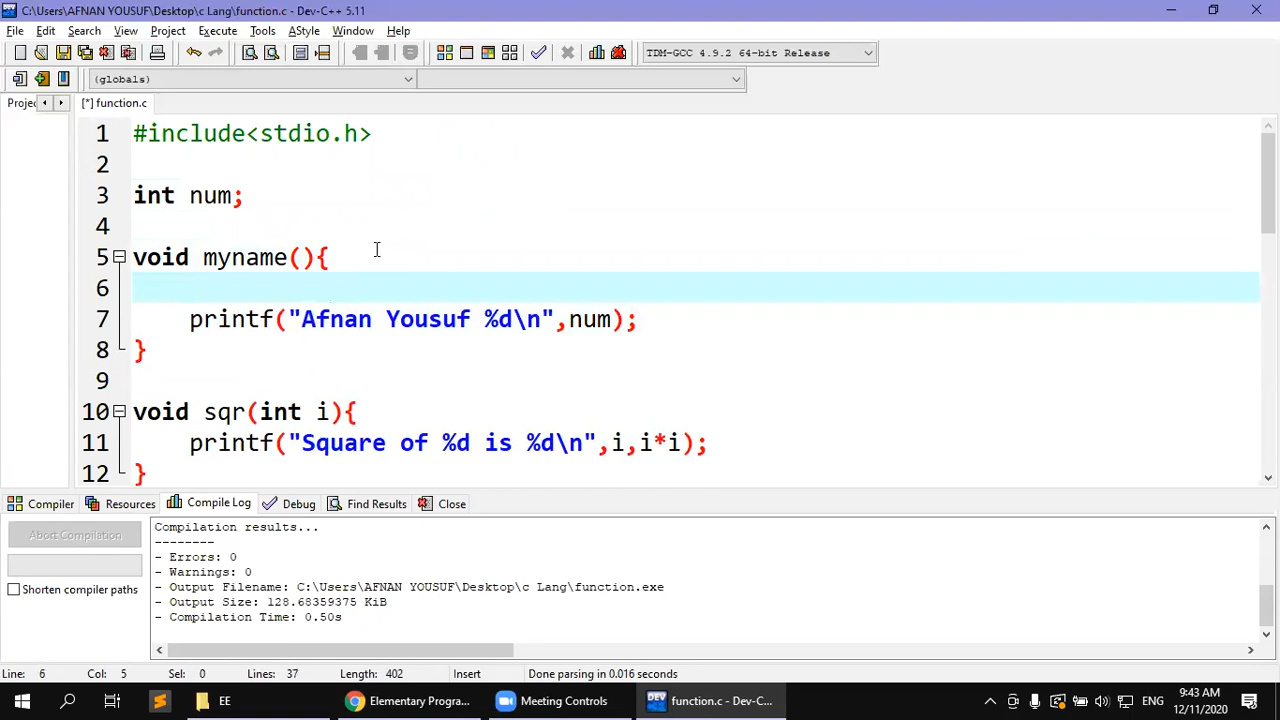 C:\Users\AFNAN YOUSUF\Desktop\c Lang\function.c - Dev-C++ 5.11
File Edit Search View Project Execute Tools AStyle Window Help
TDM-GCC 4.9.2 64-bit Release
(globals)
Projec [*] function.c
1 #include<stdio.h>
2
3 int num;
4
5 void myname(){
6
7 printf("Afnan Yousuf %d\n",num);
8 }
9
10 void sqr(int i){
11 printf("Square of %d is %d\n",i,i*i);
12 }
Compiler Resources Compile Log Debug Find Results Close
Abort Compilation
Shorten compiler paths
Compilation results...
--------
- Errors: 0
- Warnings: 0
- Output Filename: C:\Users\AFNAN YOUSUF\Desktop\c Lang\function.exe
- Output Size: 128.68359375 KiB
- Compilation Time: 0.50s
Line: 6 Col: 5 Sel: 0 Lines: 37 Length: 402 Insert Done parsing in 0.016 seconds
EE Elementary Progra... Meeting Controls DEV function.c - Dev-C... ENG 9:43 AM
12/11/2020